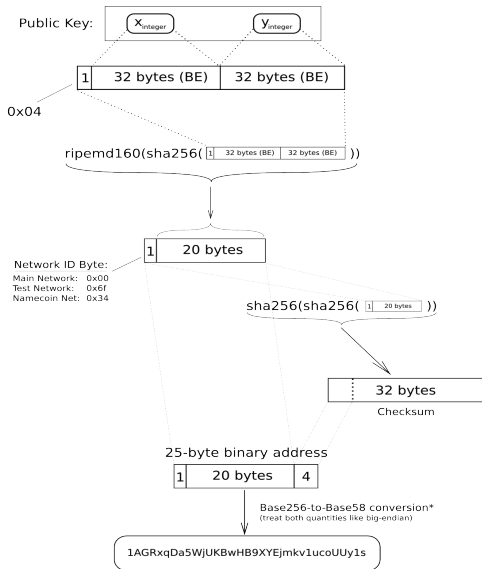 Public Key:
x integer
y integer
1 32 bytes (BE) 32 bytes (BE)
0x04
ripemd160(sha256( 1 32 bytes (BE) 32 bytes (BE) ))
1 20 bytes
Network ID Byte:
Main Network: 0x00
Test Network: 0x6f
Namecoin Net: 0x34
sha256(sha256( 1 20 bytes ))
32 bytes
Checksum
25-byte binary address
1 20 bytes 4
Base256-to-Base58 conversion*
(treat both quantities like big-endian)
1AGRxqDa5WjUKBwHB9XYEjmkv1ucoUUy1s